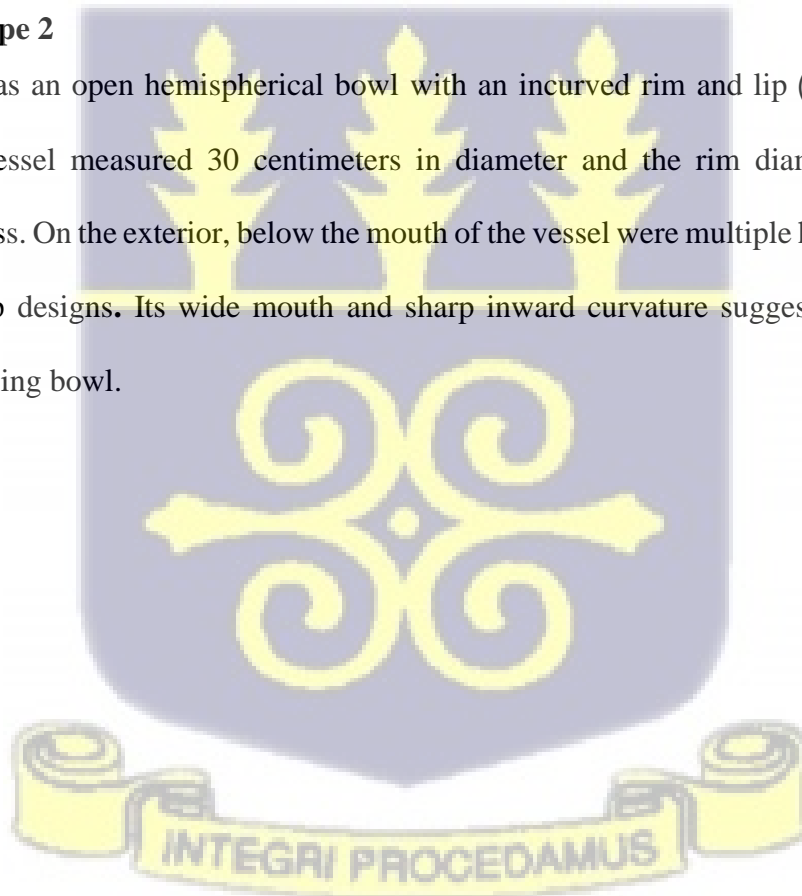 pe 2
as an open hemispherical bowl with an incurved rim and lip (
essel measured 30 centimeters in diameter and the rim
ss. On the exterior, below the mouth of the vessel were multiple
designs. Its wide mouth and sharp inward curvature sugges
ing bowl.
INTEGRI PROCEDAMUS